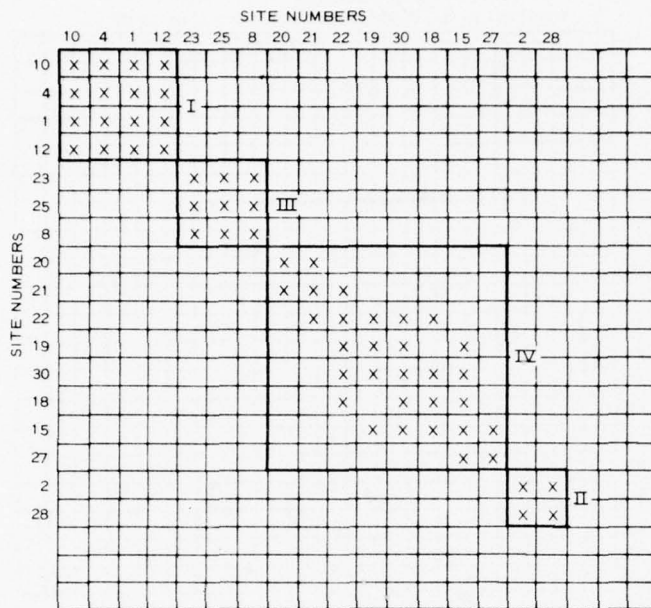 SITE NUMBERS
10 4 1 12 23 25 8 20 21 22 19 30 18 15 27 2 28
SITE NUMBERS
10 X X X X
4 X X X X
I
1 X X X X
12 X X X X
23 X X X
25 X X X
III
8 X X X
20 X X
21 X X X
22 X X X X X
19 X X X X
IV
30 X X X X X
18 X X X X
15 X X X X X
27 X X
2 X X
II
28 X X